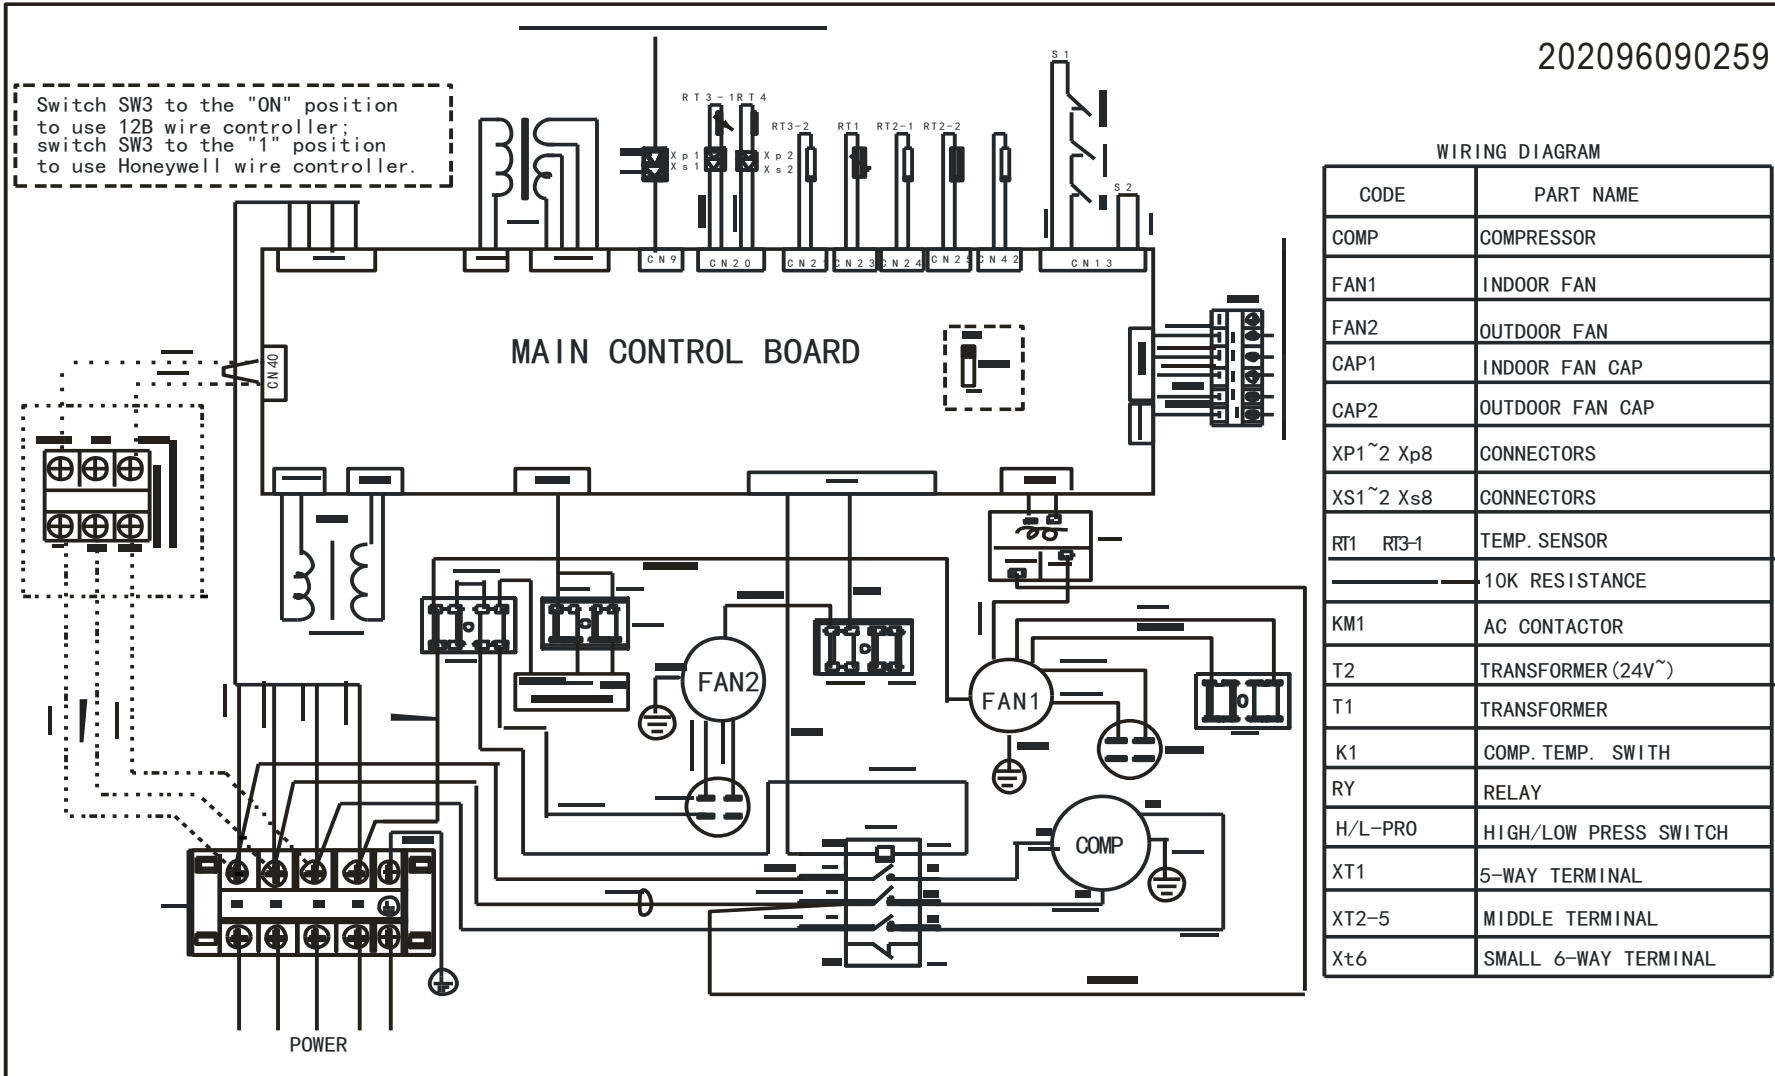 202096090259
Switch SW3 to the "ON" position
to use 12B wire controller;
switch SW3 to the "1" position
to use Honeywell wire controller.
S1
RT3-1
RT4
RT3-2
RT1
RT2-1
RT2-2
Xp1
Xs1
Xp2
Xs2
S2
CN9
CN20
CN2
CN23
CN24
CN2
CN42
CN13
MAIN CONTROL BOARD
CN40
FAN2
FAN1
COMP
POWER
WIRING DIAGRAM
CODE PART NAME
COMP COMPRESSOR
FAN1 INDOOR FAN
FAN2 OUTDOOR FAN
CAP1 INDOOR FAN CAP
CAP2 OUTDOOR FAN CAP
XP1~2 Xp8 CONNECTORS
XS1~2 Xs8 CONNECTORS
RT1 RT3-1 TEMP. SENSOR
10K RESISTANCE
KM1 AC CONTACTOR
T2 TRANSFORMER(24V~)
T1 TRANSFORMER
K1 COMP. TEMP. SWITH
RY RELAY
H/L-PRO HIGH/LOW PRESS SWITCH
XT1 5-WAY TERMINAL
XT2-5 MIDDLE TERMINAL
Xt6 SMALL 6-WAY TERMINAL